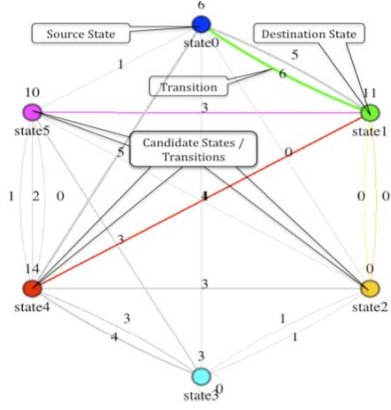 6
Source State
state0
Destination State
5
1
Transition
6
10
11
3
state5
state1
Candidate States /
Transitions
5
0
1
2
0
4
0
0
3
14
0
3
state4
state2
3
1
4
1
3
state3
0